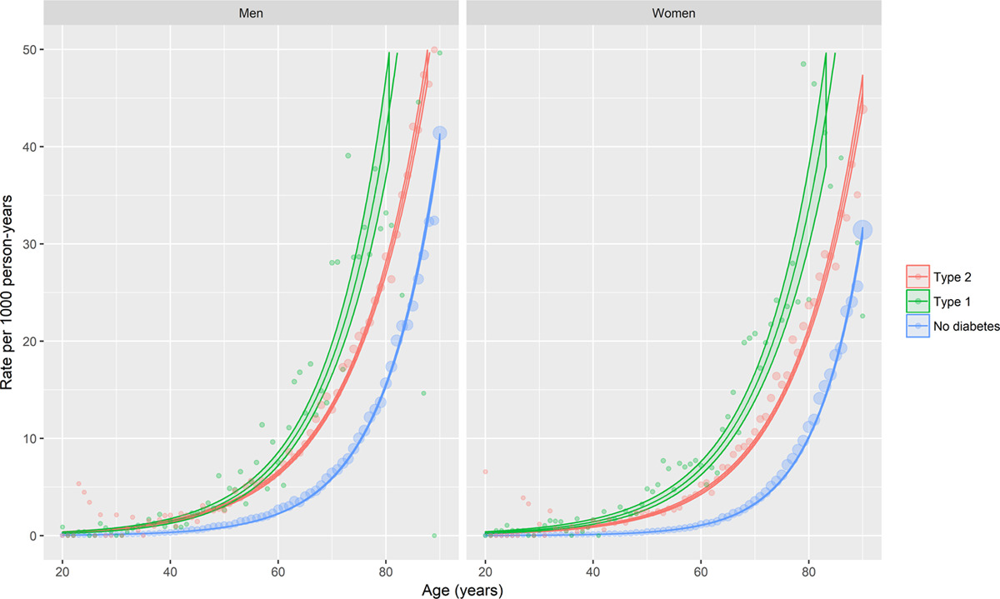 Men
Women
Rate per 1000 person-years
50
40
30
20
10
0
20 40 60 80
20 40 60 80
Age (years)
Type 2
Type 1
No diabetes